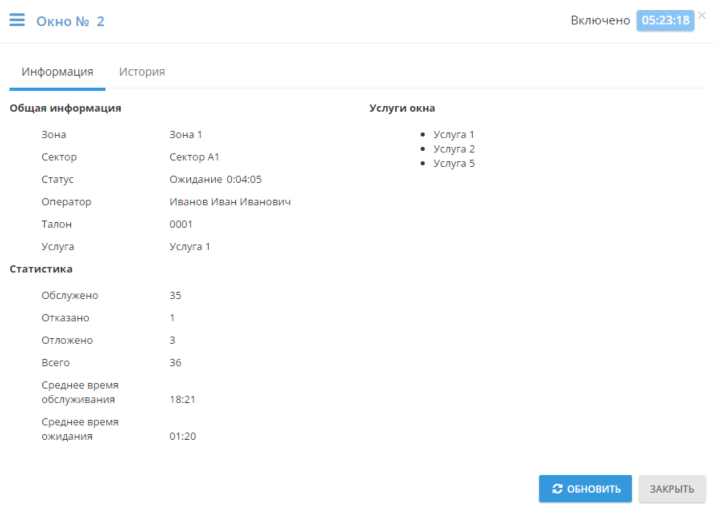 Окно № 2
Включено 05:23:18 ×
Информация История
Общая информация
Зона Зона 1
Сектор Сектор А1
Статус Ожидание 0:04:05
Оператор Иванов Иван Иванович
Талон 0001
Услуга Услуга 1
Статистика
Обслужено 35
Отказано 1
Отложено 3
Всего 36
Среднее время
обслуживания 18:21
Среднее время
ожидания 01:20
Услуги окна
• Услуга 1
• Услуга 2
• Услуга 5
ОБНОВИТЬ ЗАКРЫТЬ